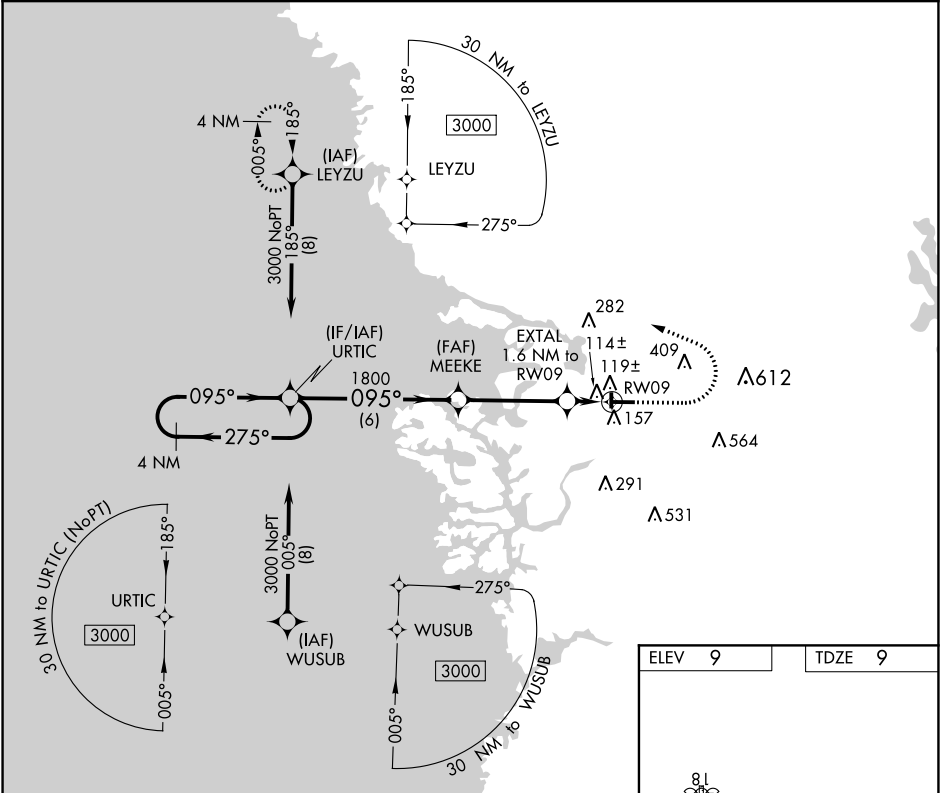 30 NM to LEYZU
185°
3000
LEYZU
275°
4 NM
185°
005°
(IAF)
LEYZU
3000 NoPT
185°
(8)
(IF/IAF)
URTIC
1800
095°
(6)
095°
275°
4 NM
(FAF)
MEEKE
EXTAL
1.6 NM to
RW09
282
114±
119±
RW09
409
612
157
564
291
531
30 NM to URTIC (NoPT)
185°
URTIC
3000
005°
3000 NoPT
005°
(8)
(IAF)
WUSUB
275°
WUSUB
3000
005°
30 NM to WUSUB
ELEV 9
TDZE 9
18